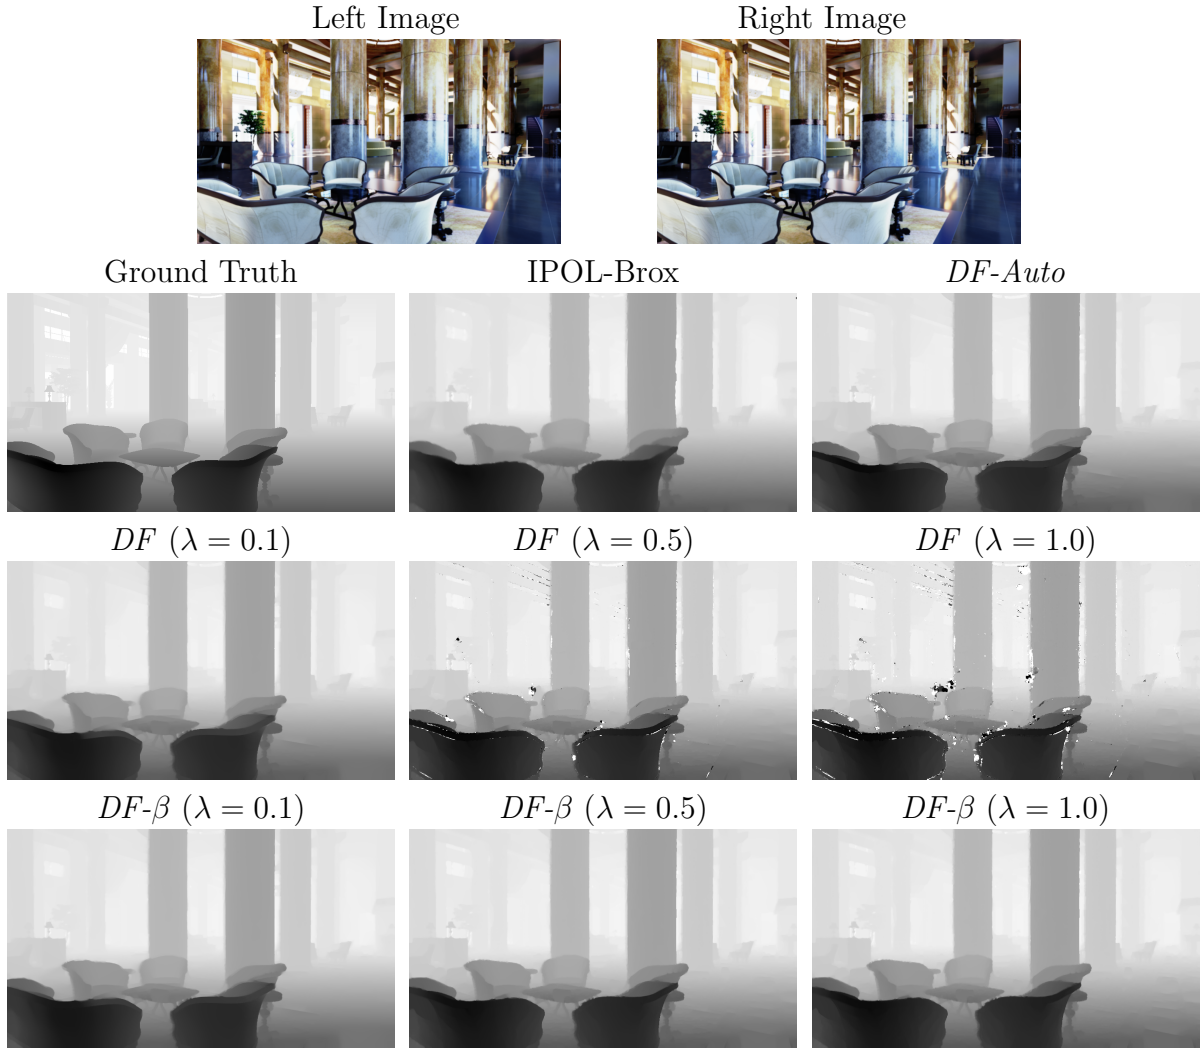 Left Image Right Image
Ground Truth IPOL-Brox DF-Auto
DF (λ = 0.1) DF (λ = 0.5) DF (λ = 1.0)
DF-β (λ = 0.1) DF-β (λ = 0.5) DF-β (λ = 1.0)